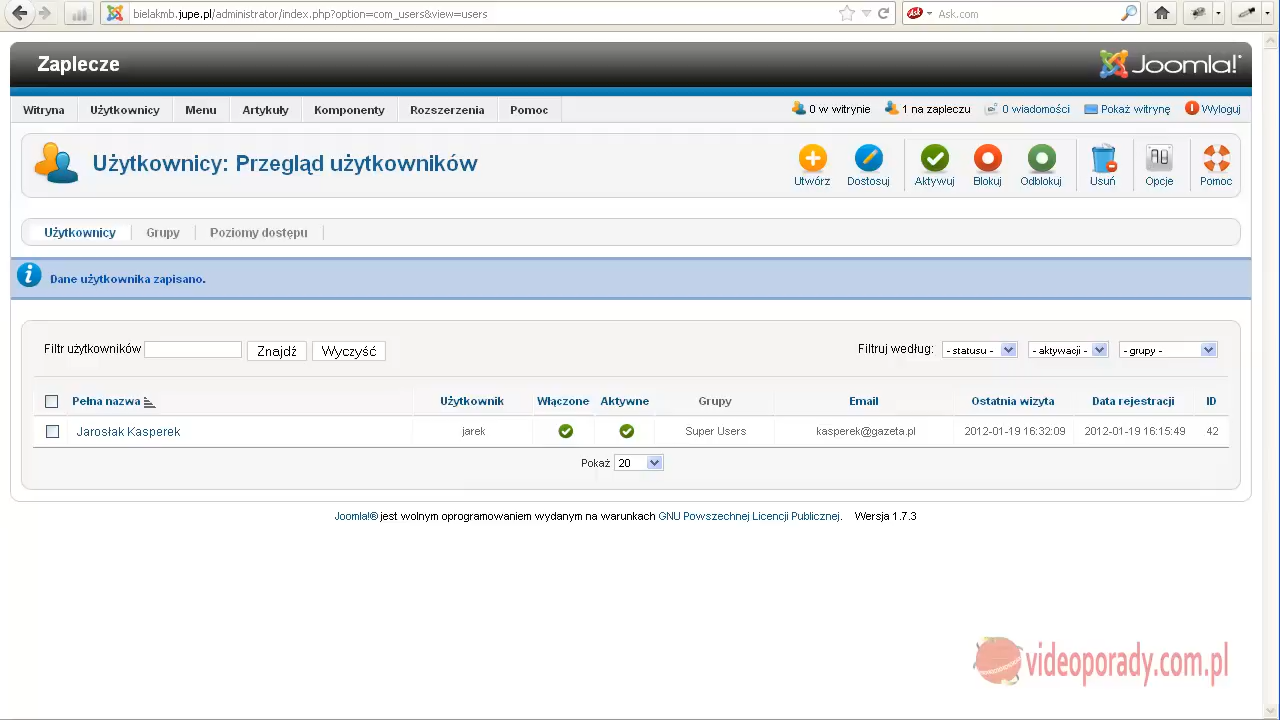 bielakmb.jupe.pl/administrator/index.php?option=com_users&view=users
Ask.com
Zaplecze
Joomla!
Witryna Użytkownicy Menu Artykuły Komponenty Rozszerzenia Pomoc 0 w witrynie 1 na zapleczu 0 wiadomości Pokaż witrynę Wyloguj
Użytkownicy: Przegląd użytkowników
Utwórz Dostosuj Aktywuj Blokuj Odblokuj Usuń Opcje Pomoc
Użytkownicy Grupy Poziomy dostępu
Dane użytkownika zapisano.
Filtr użytkowników Znajdź Wyczyść Filtruj według: - statusu - - aktywacji - - grupy -
Pełna nazwa Użytkownik Włączone Aktywne Grupy Email Ostatnia wizyta Data rejestracji ID
Jarosłak Kasperek jarek Super Users kasperek@gazeta.pl 2012-01-19 16:32:09 2012-01-19 16:15:49 42
Pokaż 20
Joomla!® jest wolnym oprogramowaniem wydanym na warunkach GNU Powszechnej Licencji Publicznej. Wersja 1.7.3
videoporady.com.pl